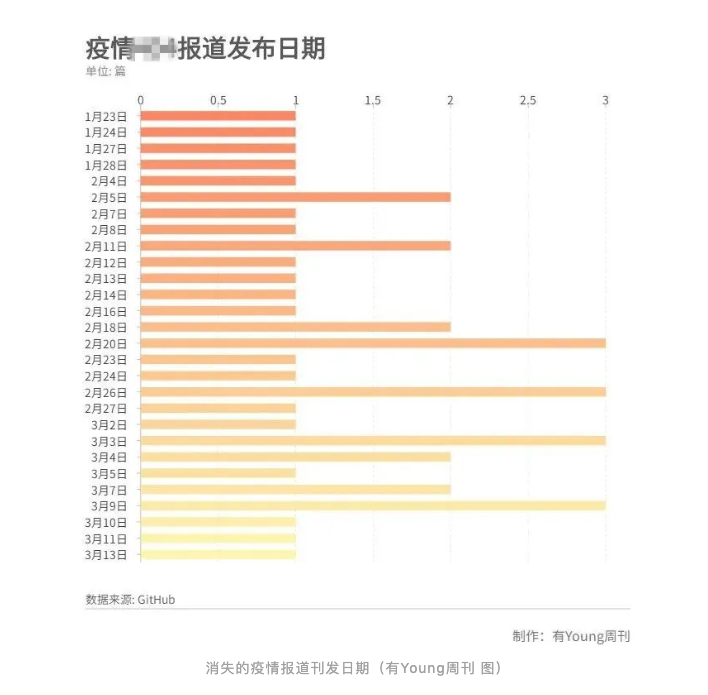 疫情报道发布日期
单位: 篇
0 0.5 1 1.5 2 2.5 3
1月23日
1月24日
1月27日
1月28日
2月4日
2月5日
2月7日
2月8日
2月11日
2月12日
2月13日
2月14日
2月16日
2月18日
2月20日
2月23日
2月24日
2月26日
2月27日
3月2日
3月3日
3月4日
3月5日
3月7日
3月9日
3月10日
3月11日
3月13日
数据来源: GitHub
制作：有Young周刊
消失的疫情报道刊发日期（有Young周刊 图）